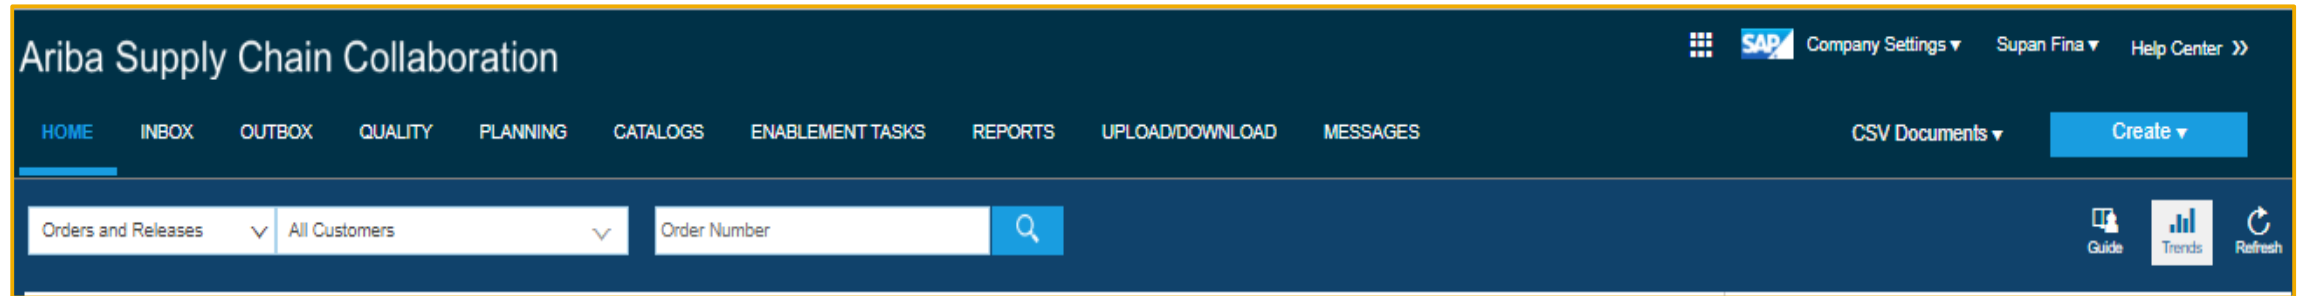 Ariba Supply Chain Collaboration
SAP Company Settings ▾ Supan Fina ▾ Help Center »
HOME INBOX OUTBOX QUALITY PLANNING CATALOGS ENABLEMENT TASKS REPORTS UPLOAD/DOWNLOAD MESSAGES CSV Documents ▾ Create ▾
Orders and Releases All Customers Order Number
Guide Trends Refresh